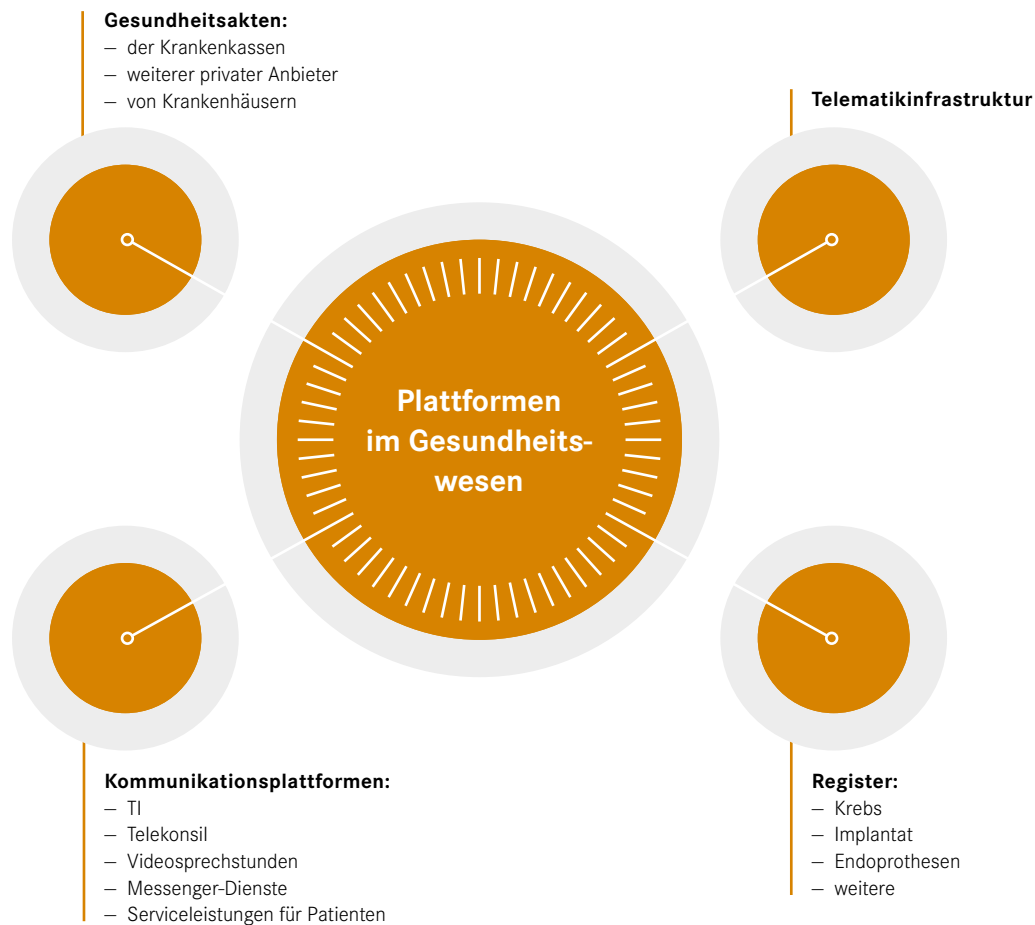 Gesundheitsakten:
– der Krankenkassen
– weiterer privater Anbieter
– von Krankenhäusern
Telematikinfrastruktur
Plattformen
im Gesundheits-
wesen
Kommunikationsplattformen:
– TI
– Telekonsil
– Videosprechstunden
– Messenger-Dienste
– Serviceleistungen für Patienten
Register:
– Krebs
– Implantat
– Endoprothesen
– weitere